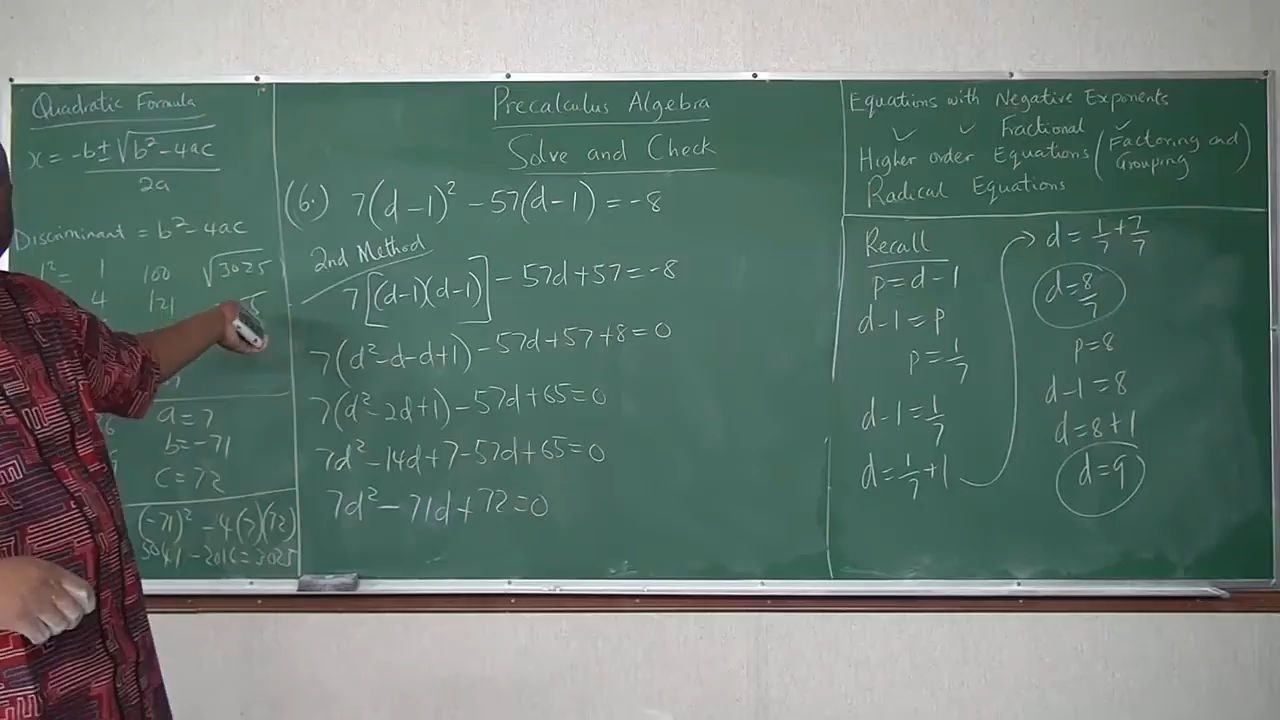 Quadratic Formula
x = -b ± √b² - 4ac
2a
Discriminant = b² - 4ac
1² = 1 100 √3025
4 121
a = 7
b = -71
c = 72
(-71)² - 4(7)(72)
5041 - 2016 = 3025
Precalculus Algebra
Solve and Check
(6.) 7(d-1)² - 57(d-1) = -8
2nd Method
7[(d-1)(d-1)] - 57d + 57 = -8
7(d² - d - d + 1) - 57d + 57 + 8 = 0
7(d² - 2d + 1) - 57d + 65 = 0
7d² - 14d + 7 - 57d + 65 = 0
7d² - 71d + 72 = 0
Equations with Negative Exponents
✓ ✓ Fractional ✓
Higher order Equations (Factoring and Grouping)
Radical Equations
Recall
p = d - 1
d - 1 = p
p = 1/7
d - 1 = 1/7
d = 1/7 + 1
d = 1/7 + 7/7
d = 8/7
p = 8
d - 1 = 8
d = 8 + 1
d = 9